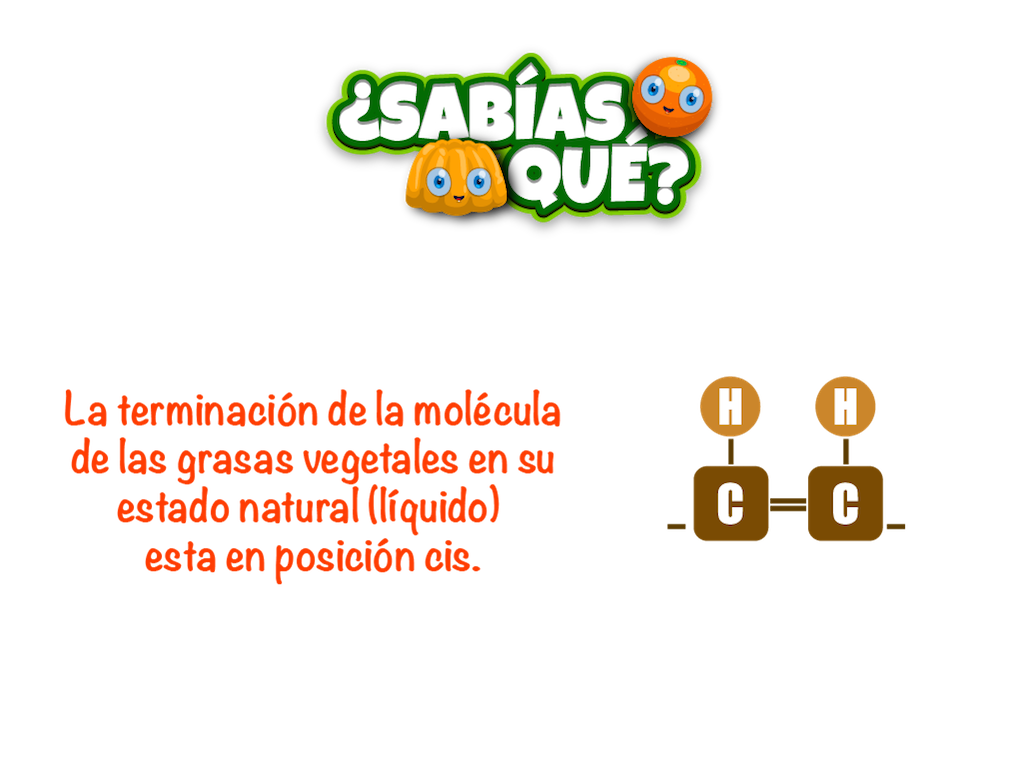 ¿SABÍAS
QUÉ?
La terminación de la molécula
de las grasas vegetales en su
estado natural (líquido)
esta en posición cis.
H H
C C